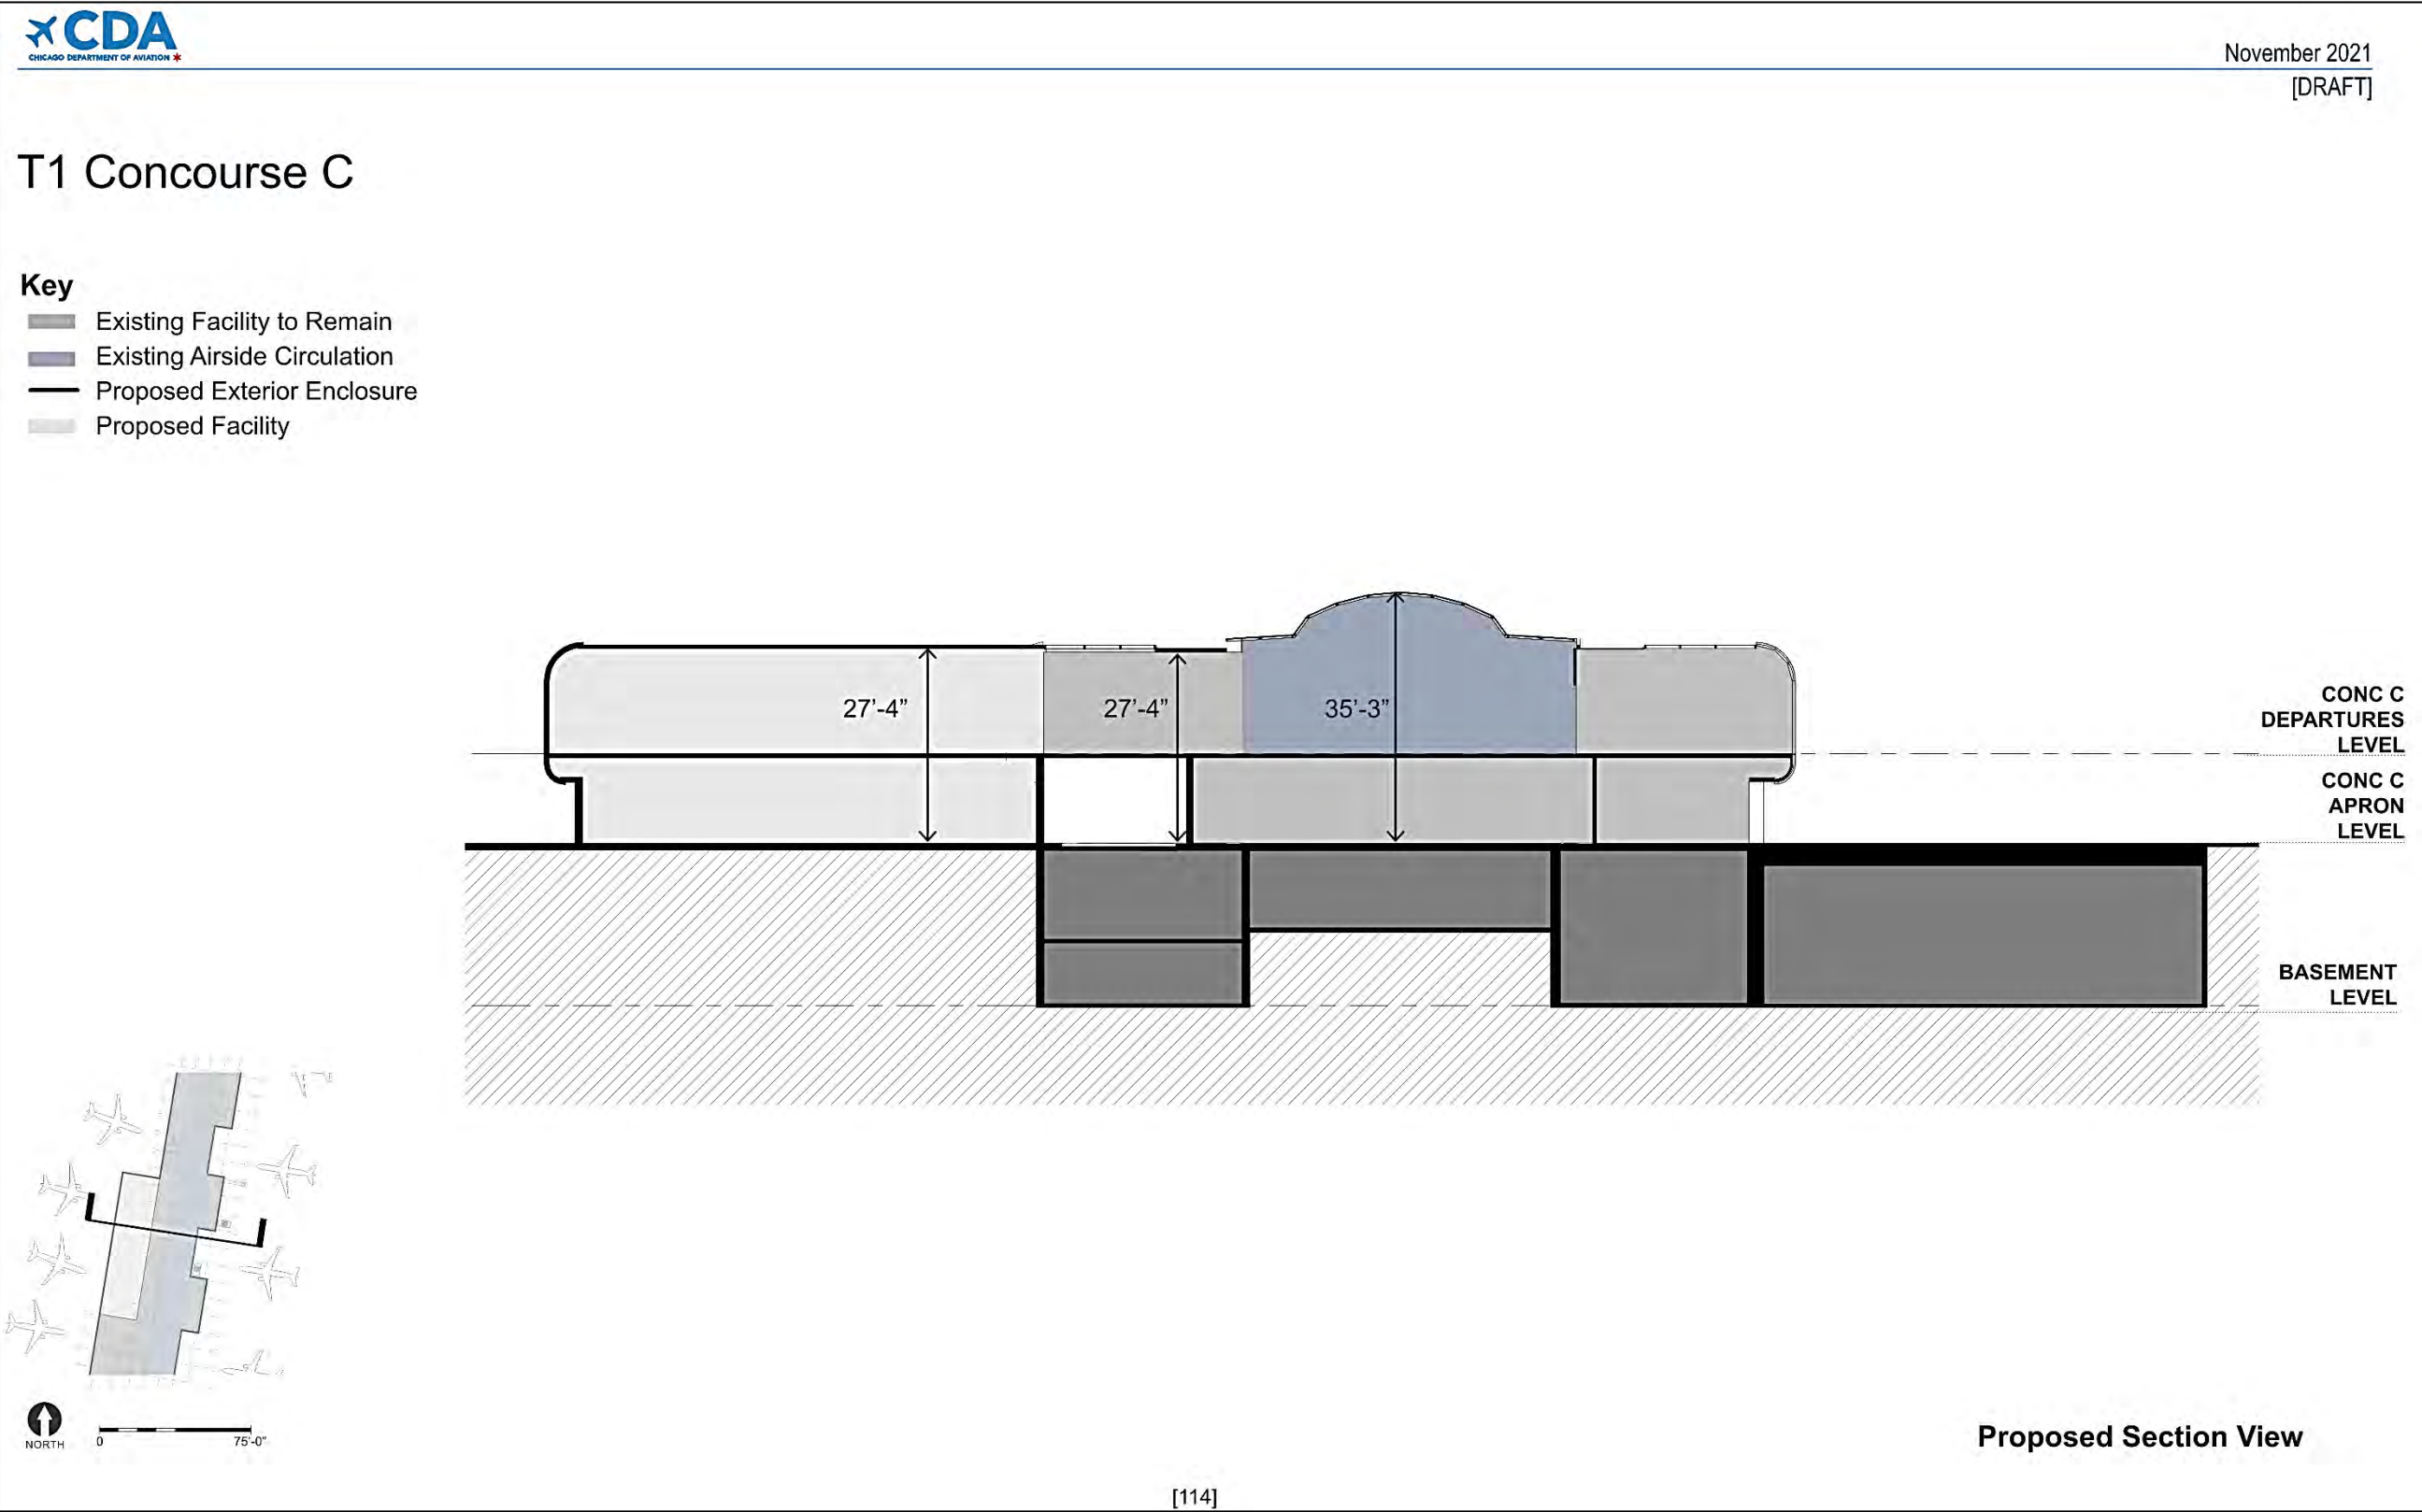 CDA
CHICAGO DEPARTMENT OF AVIATION
November 2021
[DRAFT]
T1 Concourse C
Key
Existing Facility to Remain
Existing Airside Circulation
Proposed Exterior Enclosure
Proposed Facility
27’-4”
27’-4”
35’-3”
CONC C
DEPARTURES
LEVEL
CONC C
APRON
LEVEL
BASEMENT
LEVEL
NORTH
0
75'-0"
Proposed Section View
[114]